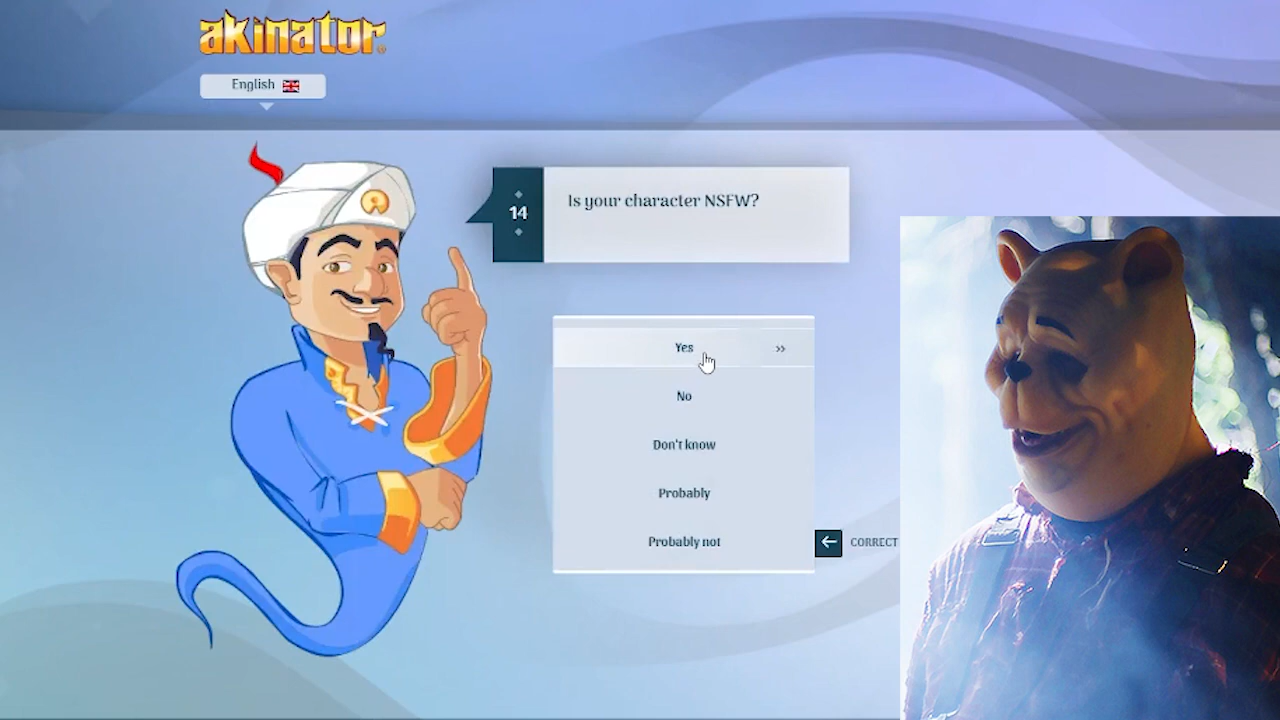 akinator
English
14
Is your character NSFW?
Yes
No
Don't know
Probably
Probably not
CORRECT